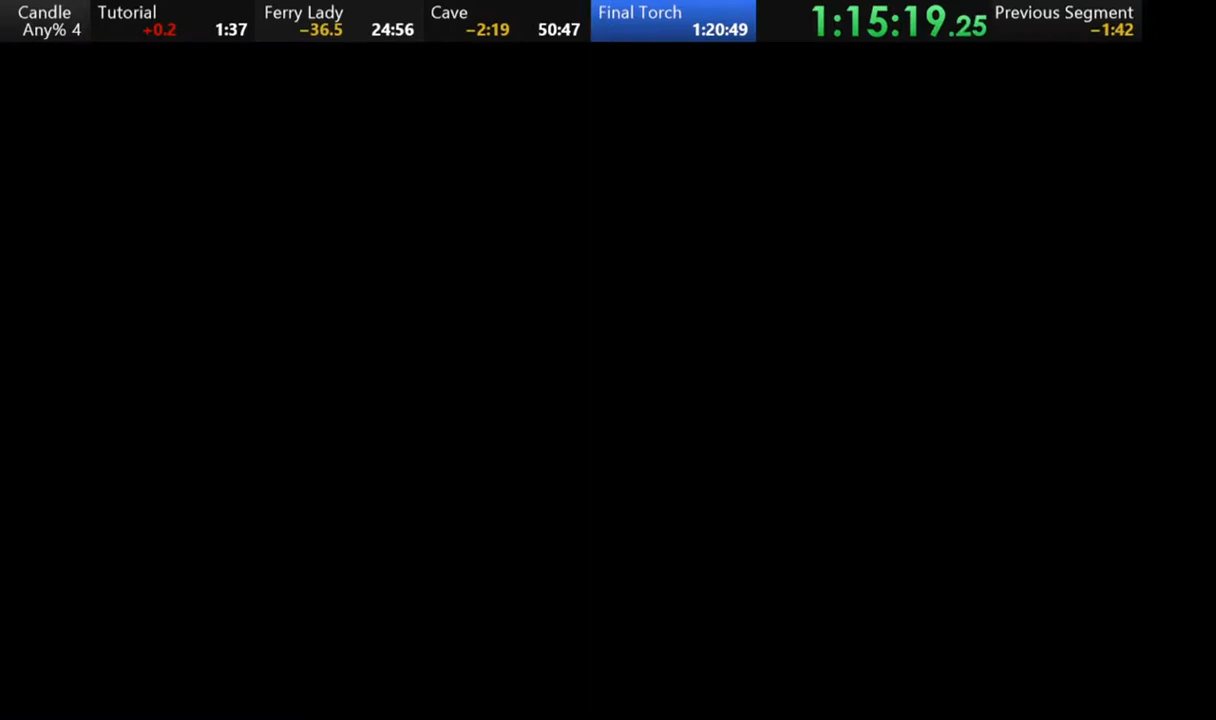 Candle
Any% 4
Tutorial
+0.2 1:37
Ferry Lady
−36.5 24:56
Cave
−2:19 50:47
Final Torch
1:20:49
1:15:19.25
Previous Segment
−1:42